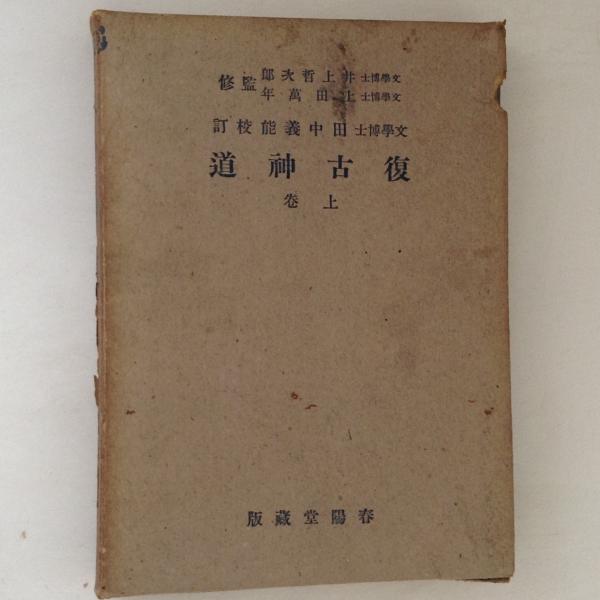 文學博士 井上哲次郎 監修
文學博士 上田萬年
文學博士 田中義能 校訂
復古神道
上卷
春陽堂藏版